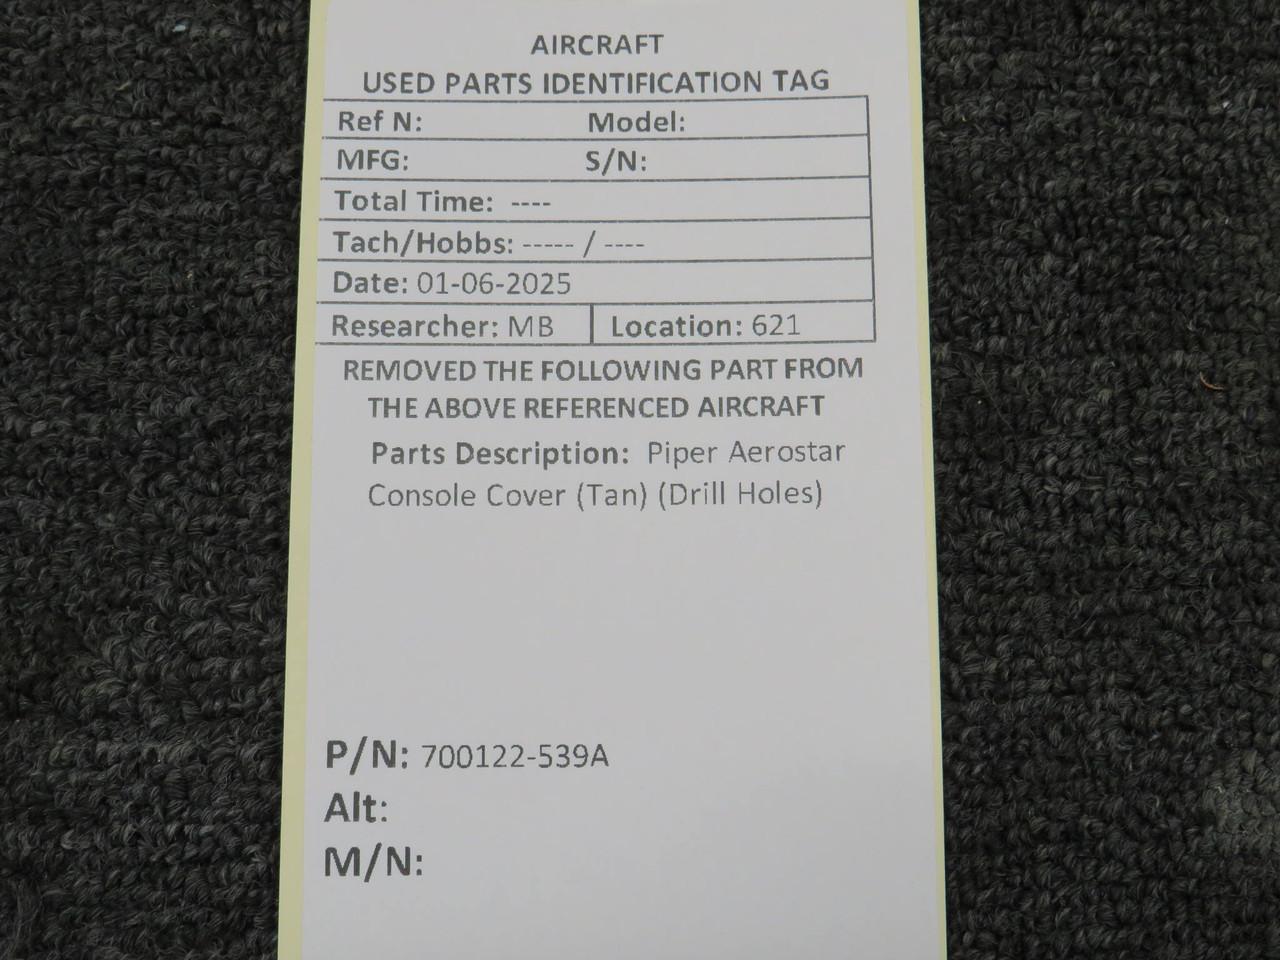 AIRCRAFT
USED PARTS IDENTIFICATION TAG
Ref N: Model:
MFG: S/N:
Total Time: ----
Tach/Hobbs: ----- / ----
Date: 01-06-2025
Researcher: MB Location: 621
REMOVED THE FOLLOWING PART FROM
THE ABOVE REFERENCED AIRCRAFT
Parts Description: Piper Aerostar
Console Cover (Tan) (Drill Holes)
P/N: 700122-539A
Alt:
M/N: